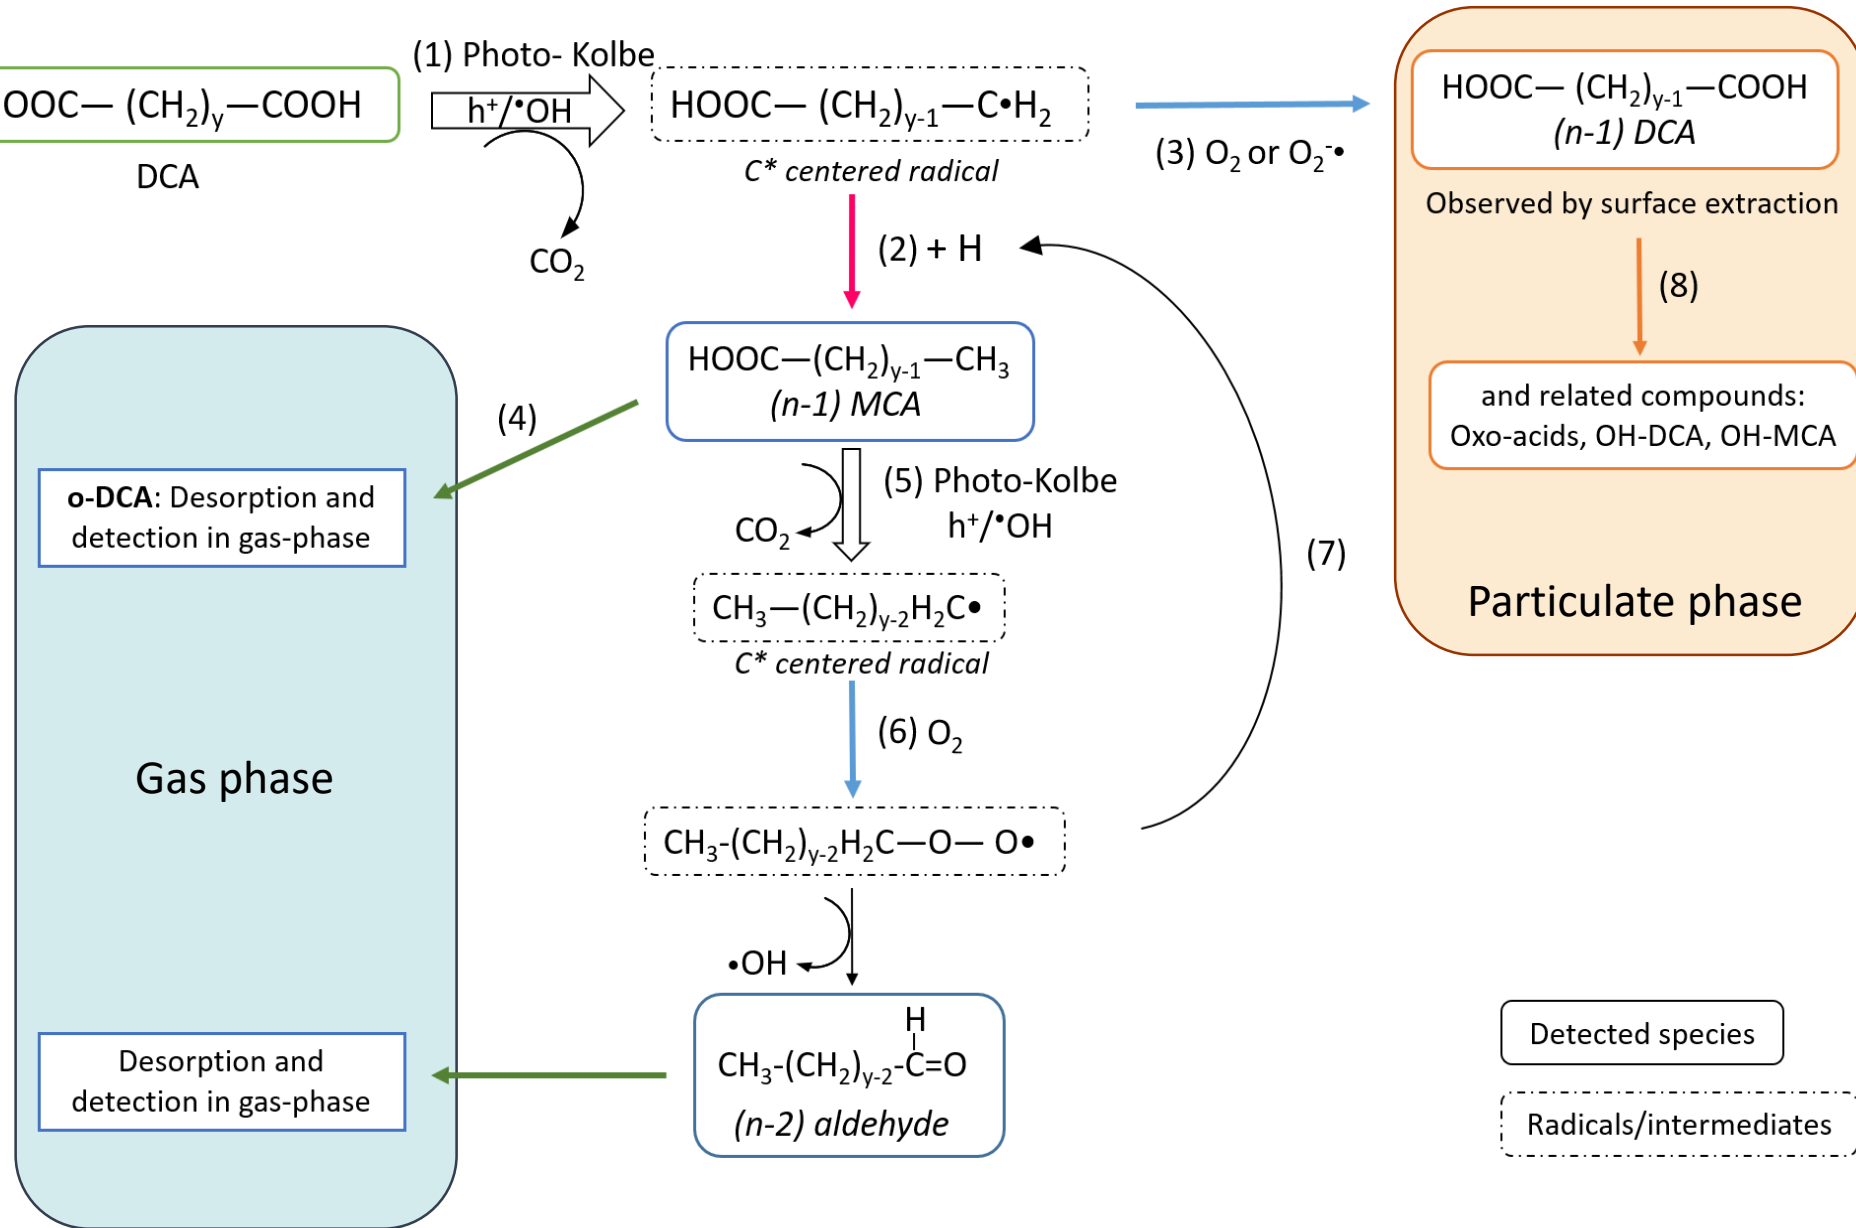 (1) Photo- Kolbe
OOC— (CH₂)y —COOH
h⁺/•OH
DCA
CO₂
HOOC— (CH₂)y-1 —C•H₂
C* centered radical
(3) O₂ or O₂⁻•
HOOC— (CH₂)y-1—COOH
(n-1) DCA
Observed by surface extraction
(8)
and related compounds:
Oxo-acids, OH-DCA, OH-MCA
Particulate phase
(2) + H
HOOC—(CH₂)y-1—CH₃
(n-1) MCA
(4)
o-DCA: Desorption and
detection in gas-phase
(5) Photo-Kolbe
h⁺/•OH
CO₂
(7)
CH₃—(CH₂)y-2H₂C•
C* centered radical
(6) O₂
Gas phase
CH₃-(CH₂)y-2H₂C—O— O•
•OH
H
CH₃-(CH₂)y-2-C=O
(n-2) aldehyde
Desorption and
detection in gas-phase
Detected species
Radicals/intermediates